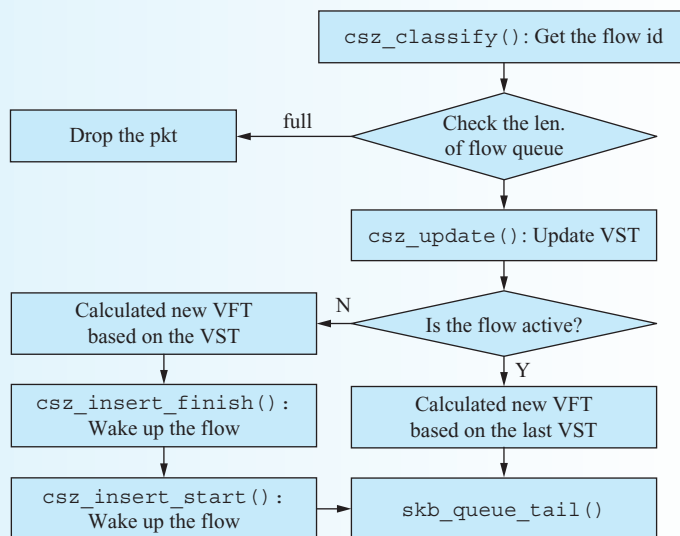 csz_classify(): Get the flow id
Check the len.
of flow queue
full
Drop the pkt
csz_update(): Update VST
Is the flow active?
N
Calculated new VFT
based on the VST
csz_insert_finish():
Wake up the flow
csz_insert_start():
Wake up the flow
Y
Calculated new VFT
based on the last VST
skb_queue_tail()